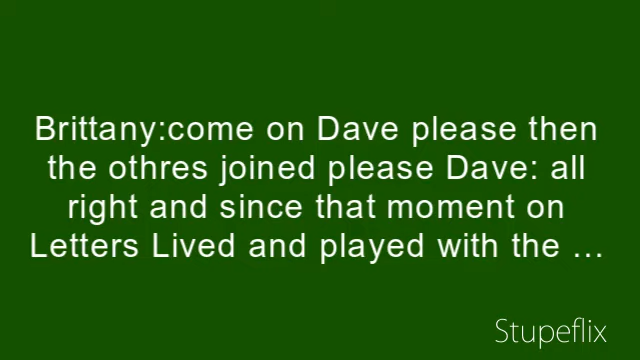 Brittany:come on Dave please then
the othres joined please Dave: all
right and since that moment on
Letters Lived and played with the ...
Stupeflix